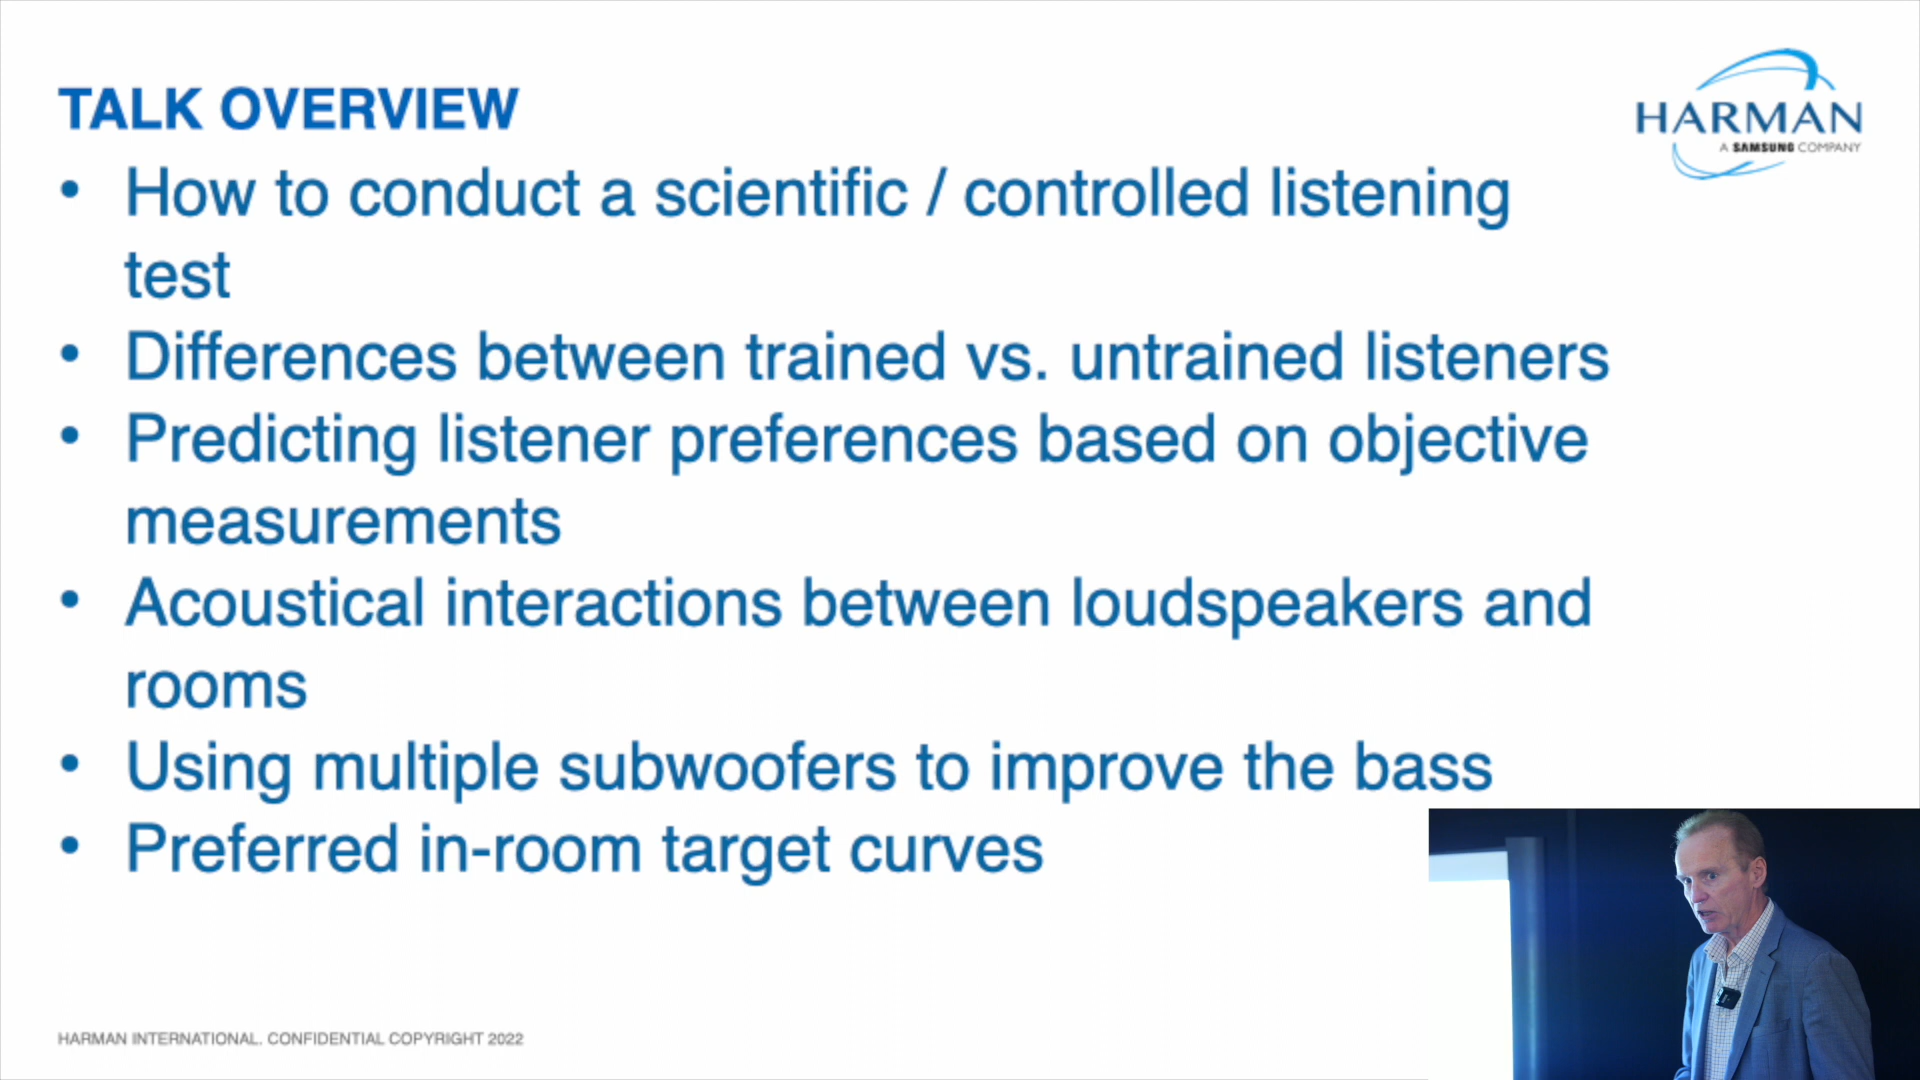 TALK OVERVIEW
HARMAN
A SAMSUNG COMPANY
• How to conduct a scientific / controlled listening
test
• Differences between trained vs. untrained listeners
• Predicting listener preferences based on objective
measurements
• Acoustical interactions between loudspeakers and
rooms
• Using multiple subwoofers to improve the bass
• Preferred in-room target curves
HARMAN INTERNATIONAL. CONFIDENTIAL COPYRIGHT 2022